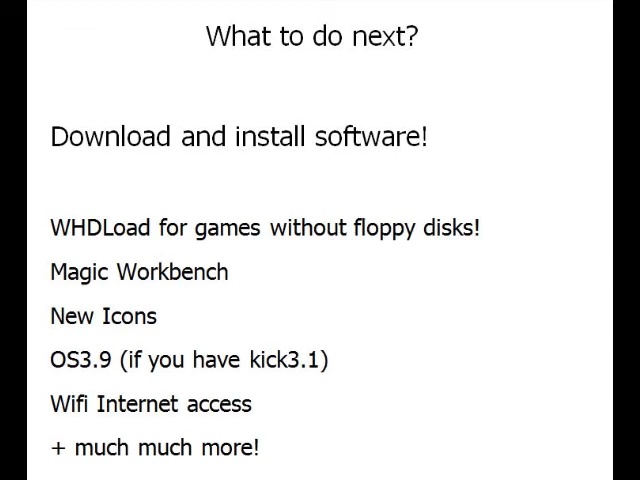 What to do next?
Download and install software!
WHDLoad for games without floppy disks!
Magic Workbench
New Icons
OS3.9 (if you have kick3.1)
Wifi Internet access
+ much much more!